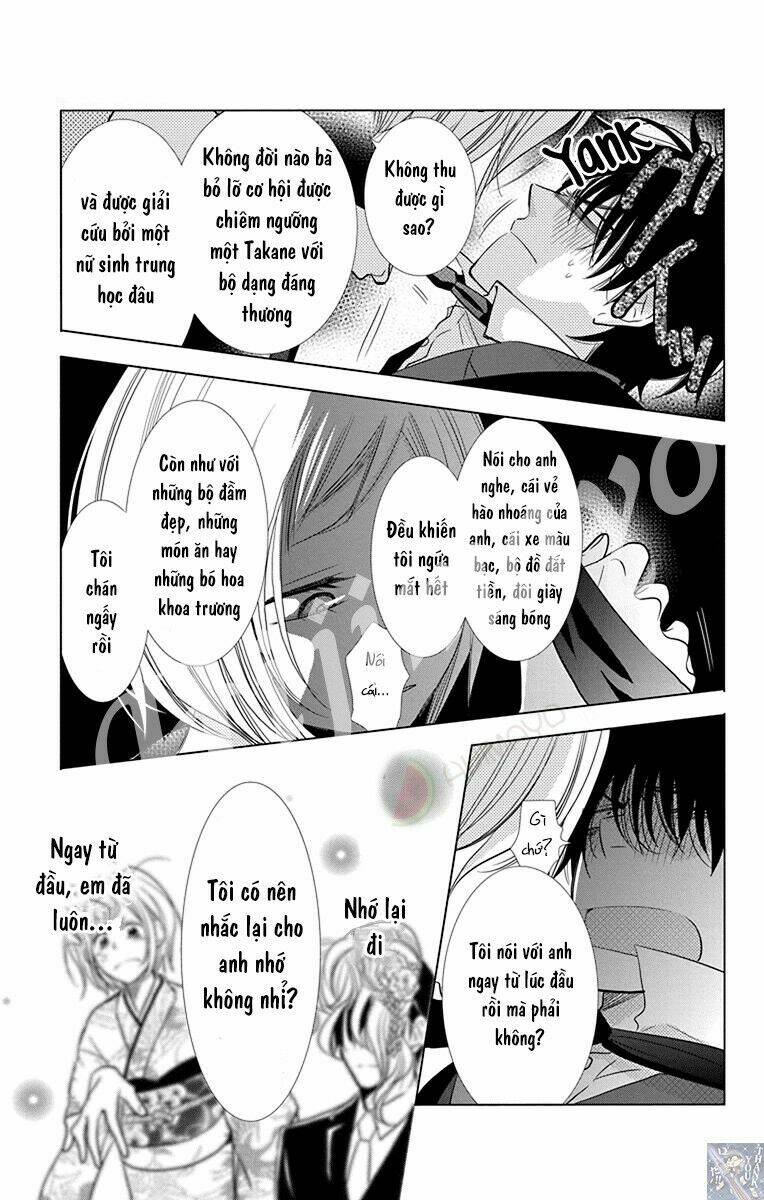 Yank
Không thu
được gì
sao?
Không đời nào bà
bỏ lỡ cơ hội được
chiêm ngưỡng
một Takane với
bộ dạng đáng
thương
và được giải
cứu bởi một
nữ sinh trung
học đâu
Nói cho anh
nghe, cái vẻ
hào nhoáng của
anh, cái xe màu
bạc, bộ đồ đắt
tiền, đôi giày
sáng bóng
Đều khiến
tôi ngứa
mắt hết
Nói
cái...
Còn như với
những bộ đầm
đẹp, những
món ăn hay
những bó hoa
khoa trương
Tôi
chán
ngấy
rồi
Gì
chứ?
Tôi nói với anh
ngay từ lúc đầu
rồi mà phải
không?
Nhớ lại
đi
Tôi có nên
nhắc lại cho
anh nhớ
không nhỉ?
Ngay từ
đầu, em đã
luôn...
THANK
YOU